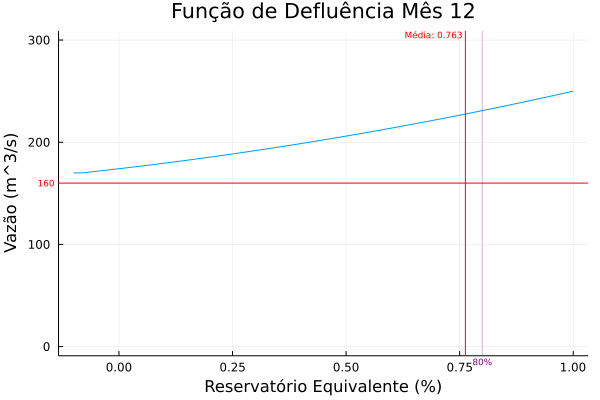 Função de Defluência Mês 12
Média: 0.763
300
200
160
100
0
Vazão (m^3/s)
0.00
0.25
0.50
0.75
80%
1.00
Reservatório Equivalente (%)